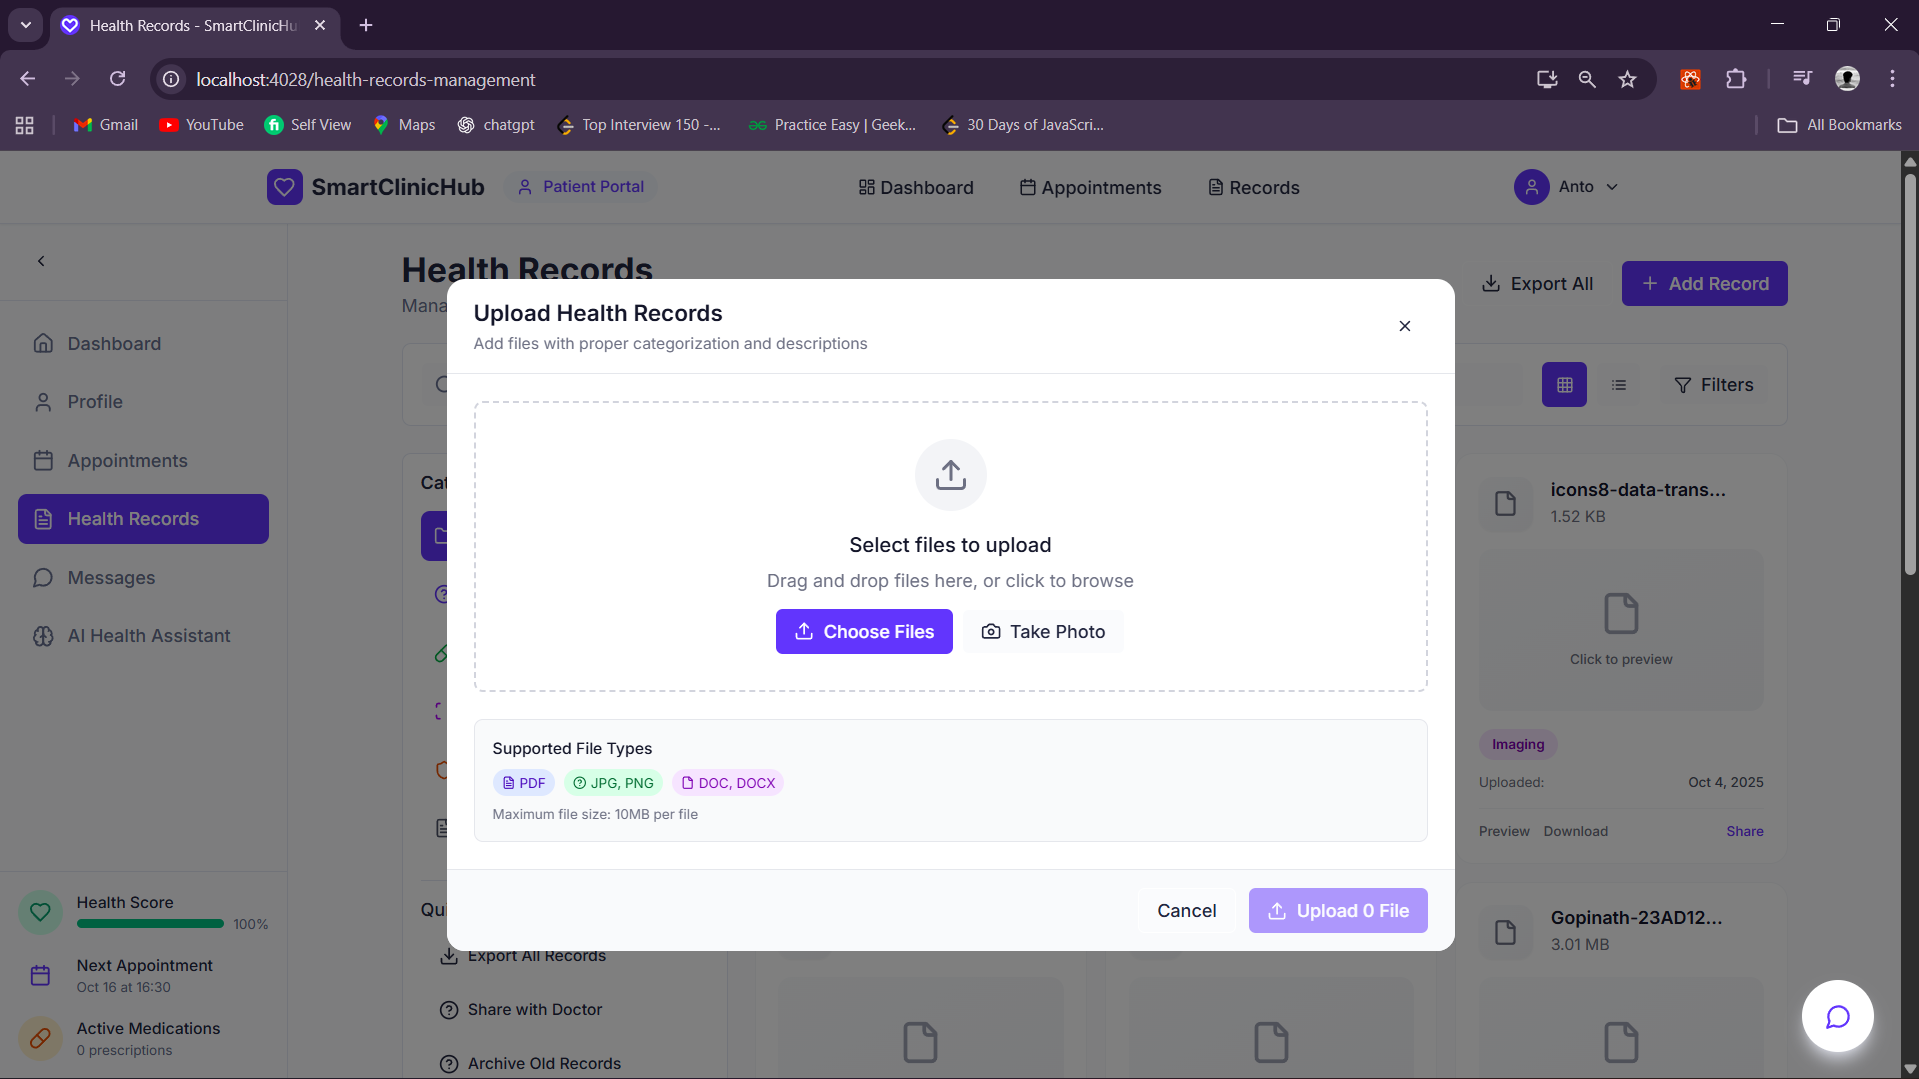 Health Records - SmartClinicHu
localhost:4028/health-records-management
Gmail
YouTube
Self View
Maps
chatgpt
Top Interview 150 -...
Practice Easy | Geek...
30 Days of JavaScri...
All Bookmarks
SmartClinicHub
Patient Portal
Dashboard
Appointments
Records
Anto
Dashboard
Profile
Appointments
Health Records
Messages
AI Health Assistant
Health Score
100%
Next Appointment
Oct 16 at 16:30
Active Medications
0 prescriptions
Health Records
Mana
Export All
Add Record
Filters
Cat
Qui
Export All Records
Share with Doctor
Archive Old Records
Upload Health Records
Add files with proper categorization and descriptions
Select files to upload
Drag and drop files here, or click to browse
Choose Files
Take Photo
Supported File Types
PDF
JPG, PNG
DOC, DOCX
Maximum file size: 10MB per file
Cancel
Upload 0 File
icons8-data-trans...
1.52 KB
Click to preview
Imaging
Uploaded:
Oct 4, 2025
Preview
Download
Share
Gopinath-23AD12...
3.01 MB